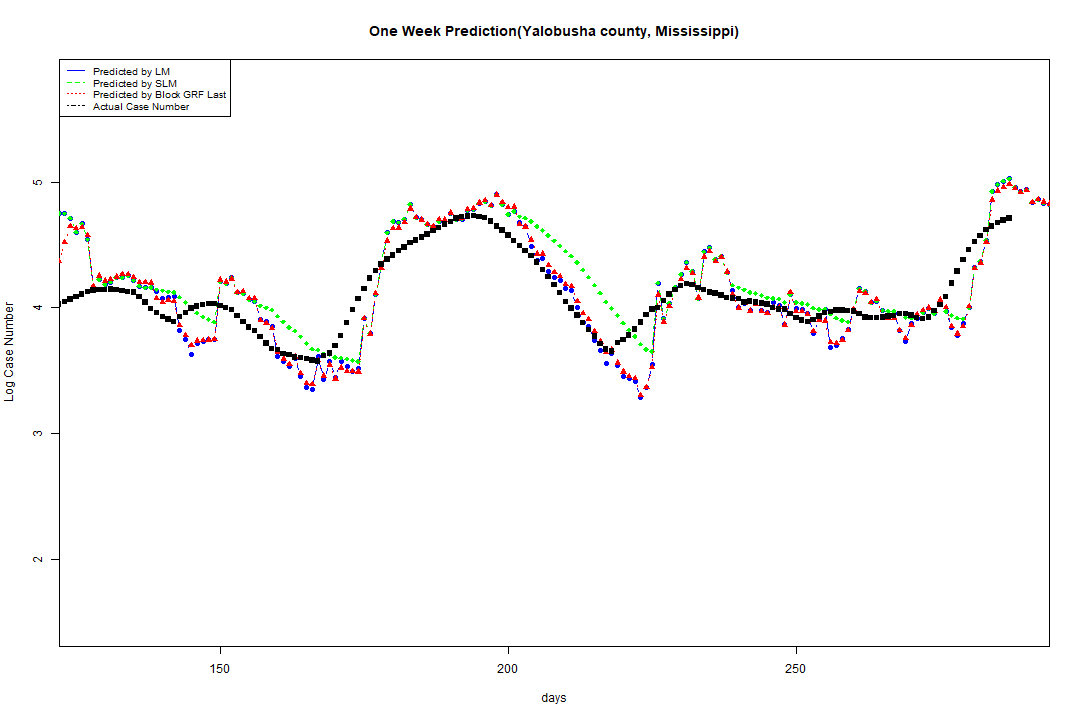 One Week Prediction(Yalobusha county, Mississippi)
Predicted by LM
Predicted by SLM
Predicted by Block GRF Last
Actual Case Number
5
4
3
2
Log Case Number
150 200 250
days